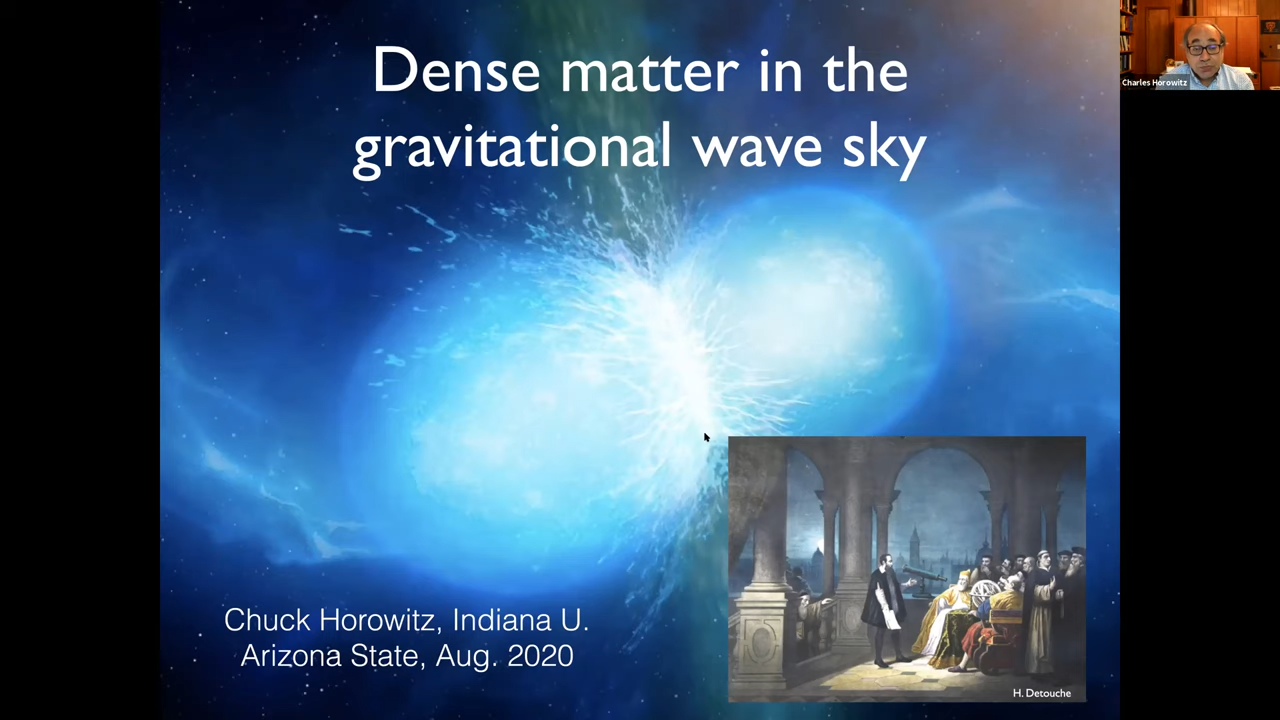 Dense matter in the
gravitational wave sky
Charles Horowitz
Chuck Horowitz, Indiana U.
Arizona State, Aug. 2020
H. Detouche